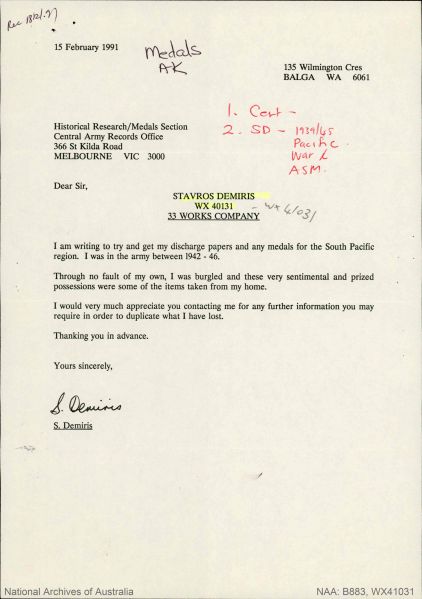 Rec 18/2/91
15 February 1991
Medals
AK
135 Wilmington Cres
BALGA WA 6061
1. Cert -
2. SD - 1939/45
Pacific
War &
ASM.
Historical Research/Medals Section
Central Army Records Office
366 St Kilda Road
MELBOURNE VIC 3000
Dear Sir,
STAVROS DEMIRIS
WX 40131 - WX 41031
33 WORKS COMPANY
I am writing to try and get my discharge papers and any medals for the South Pacific
region. I was in the army between 1942 - 46.
Through no fault of my own, I was burgled and these very sentimental and prized
possessions were some of the items taken from my home.
I would very much appreciate you contacting me for any further information you may
require in order to duplicate what I have lost.
Thanking you in advance.
Yours sincerely,
S. Demiris
S. Demiris
National Archives of Australia
NAA: B883, WX41031